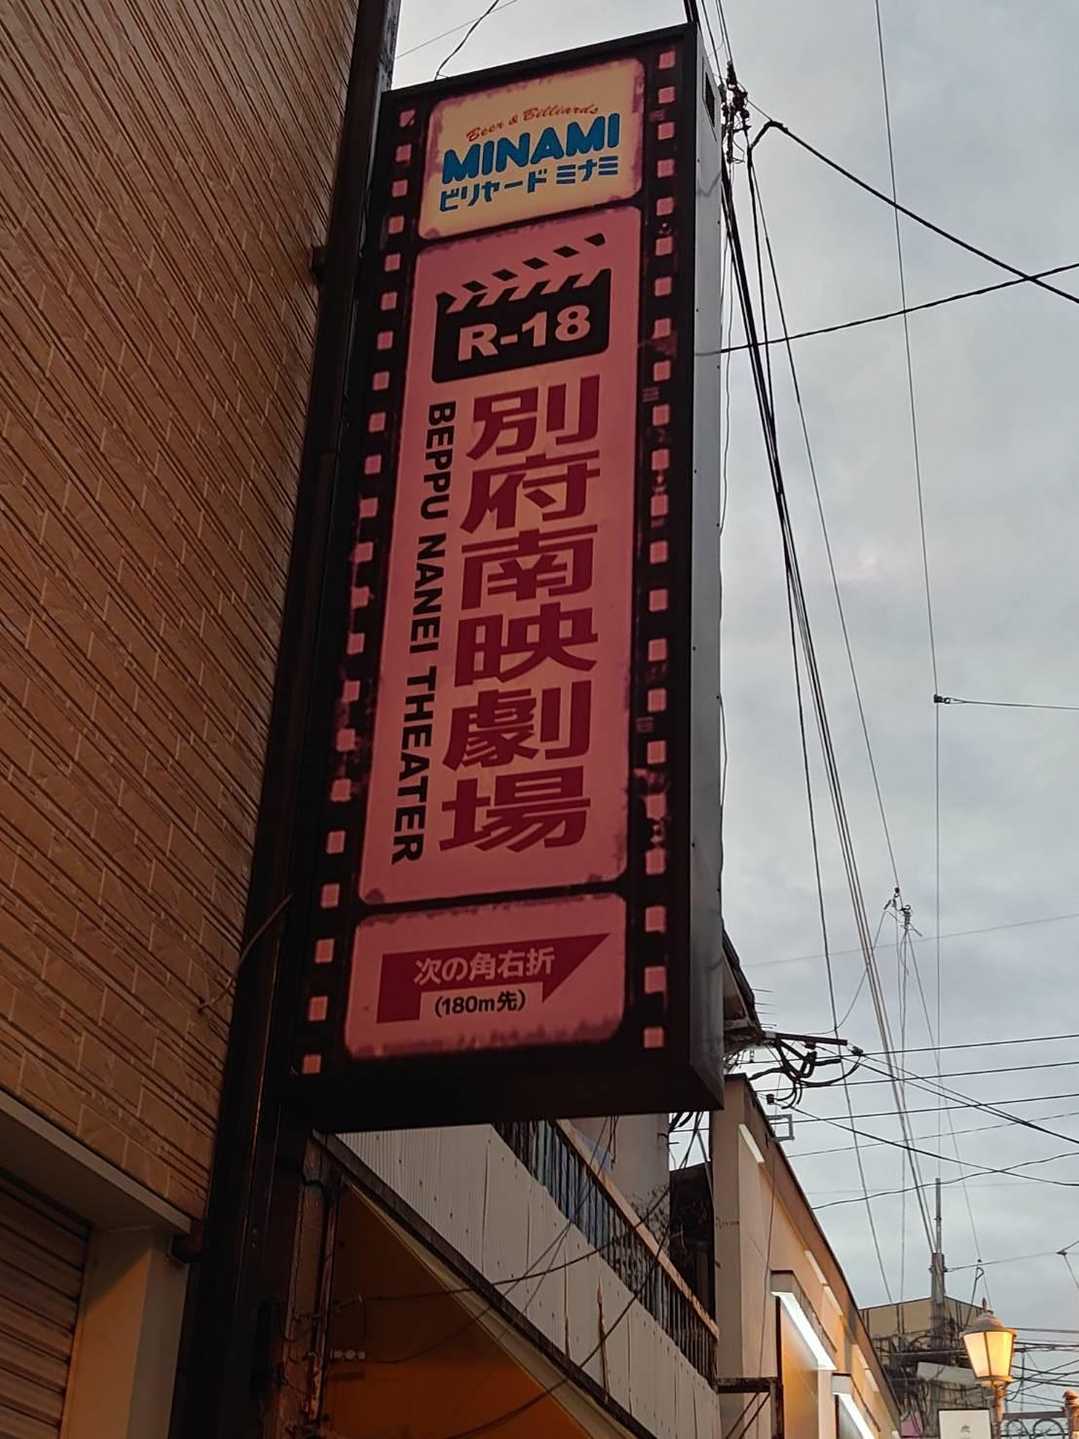 Beer & Billiards
MINAMI
ビリヤード ミナミ
R-18
別府南映劇場
BEPPU NANEI THEATER
次の角右折
(180m先)